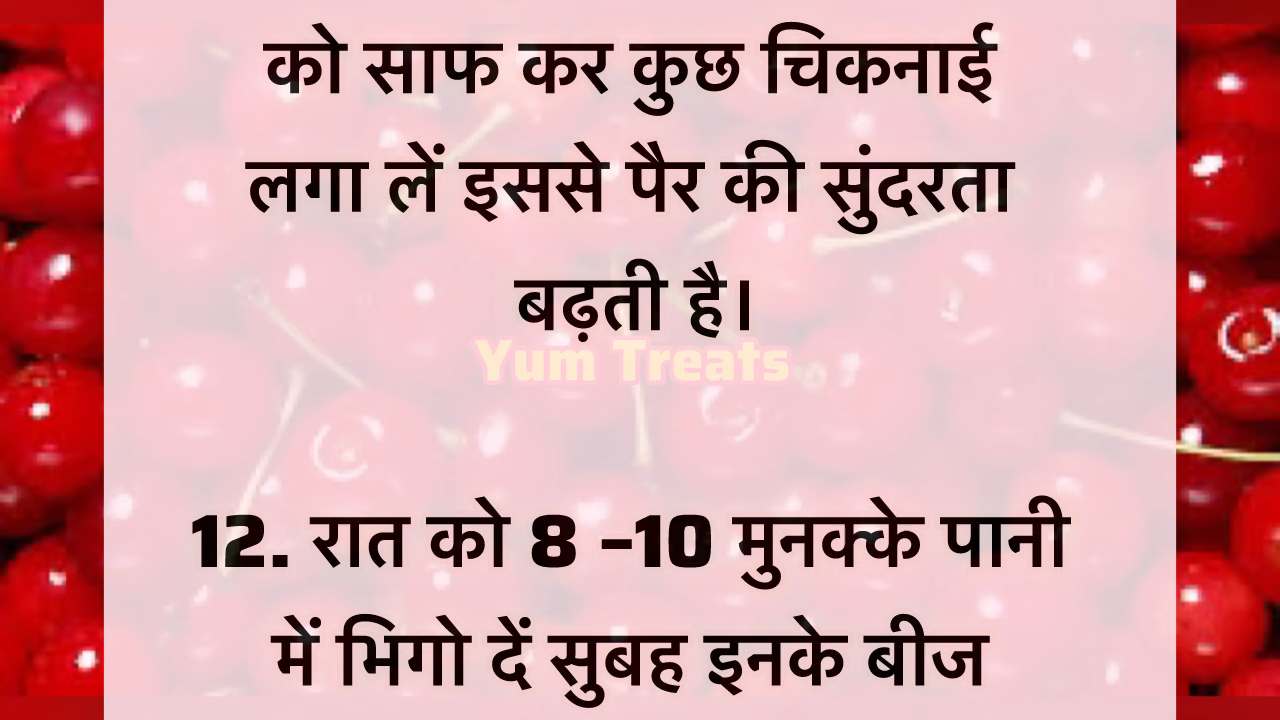 को साफ कर कुछ चिकनाई
लगा लें इससे पैर की सुंदरता
बढ़ती है।
Yum Treats
12. रात को 8 -10 मुनक्के पानी
में भिगो दें सुबह इनके बीज